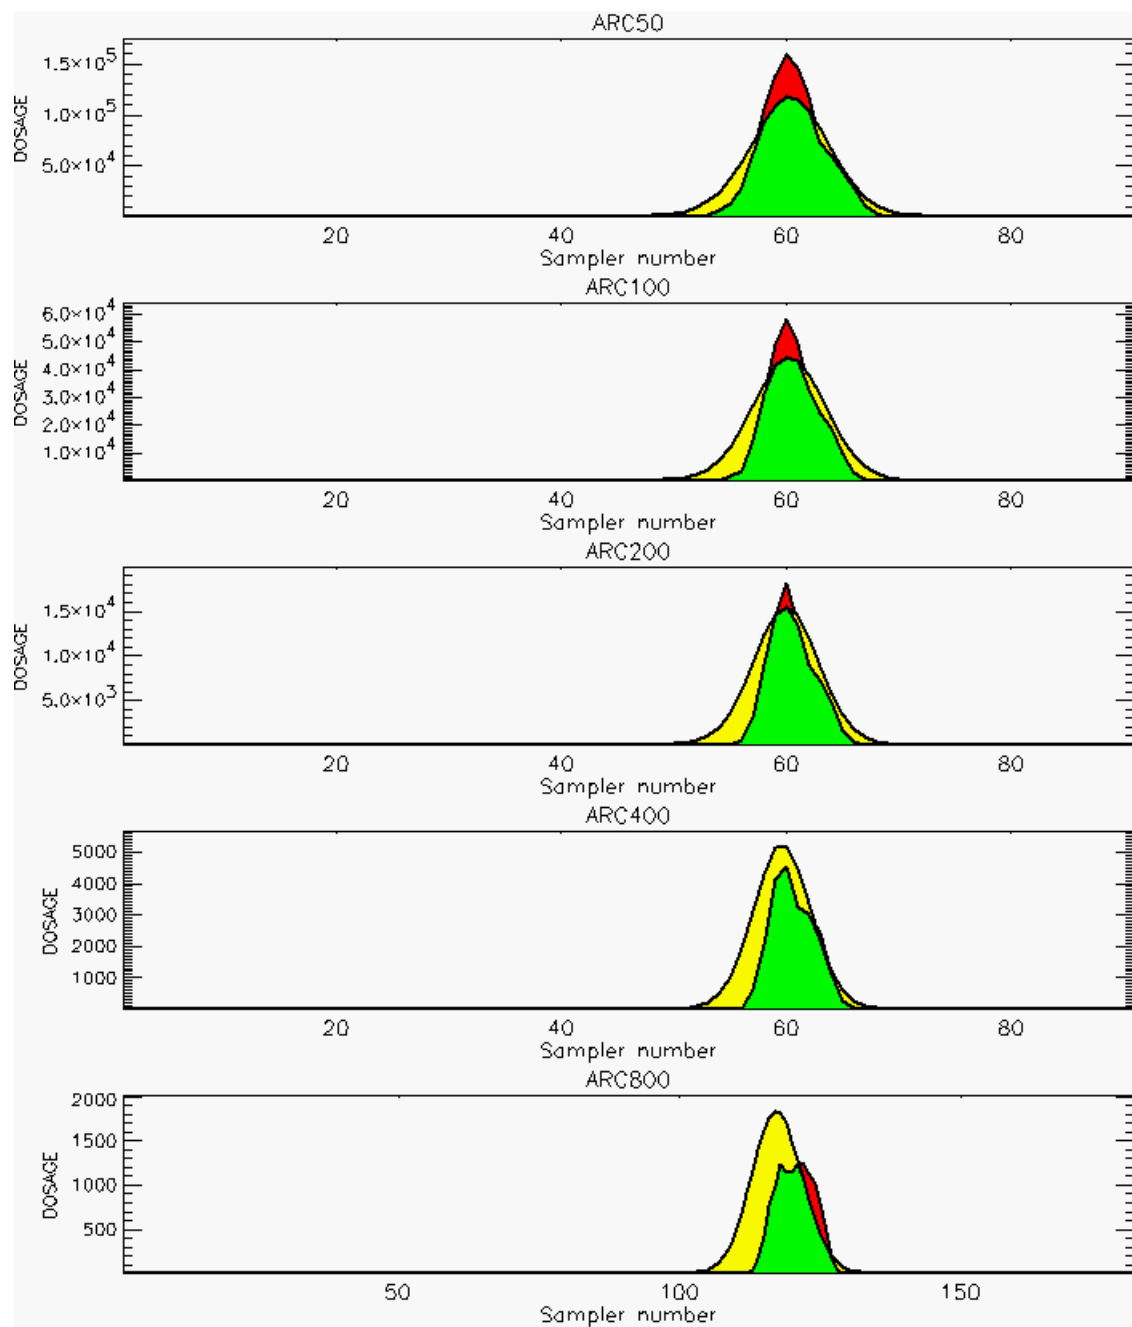 ARC50
1.5×10⁵
1.0×10⁵
5.0×10⁴
DOSAGE
20 40 60 80
Sampler number
ARC100
6.0×10⁴
5.0×10⁴
4.0×10⁴
3.0×10⁴
2.0×10⁴
1.0×10⁴
DOSAGE
20 40 60 80
Sampler number
ARC200
1.5×10⁴
1.0×10⁴
5.0×10³
DOSAGE
20 40 60 80
Sampler number
ARC400
5000
4000
3000
2000
1000
DOSAGE
20 40 60 80
Sampler number
ARC800
2000
1500
1000
500
DOSAGE
50 100 150
Sampler number